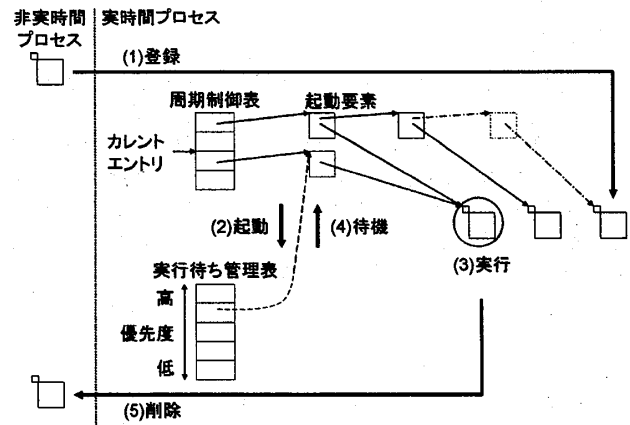 非実時間
プロセス
実時間プロセス
(1)登録
周期制御表
起動要素
カレント
エントリ
(2)起動
(4)待機
(3)実行
実行待ち管理表
高
優先度
低
(5)削除